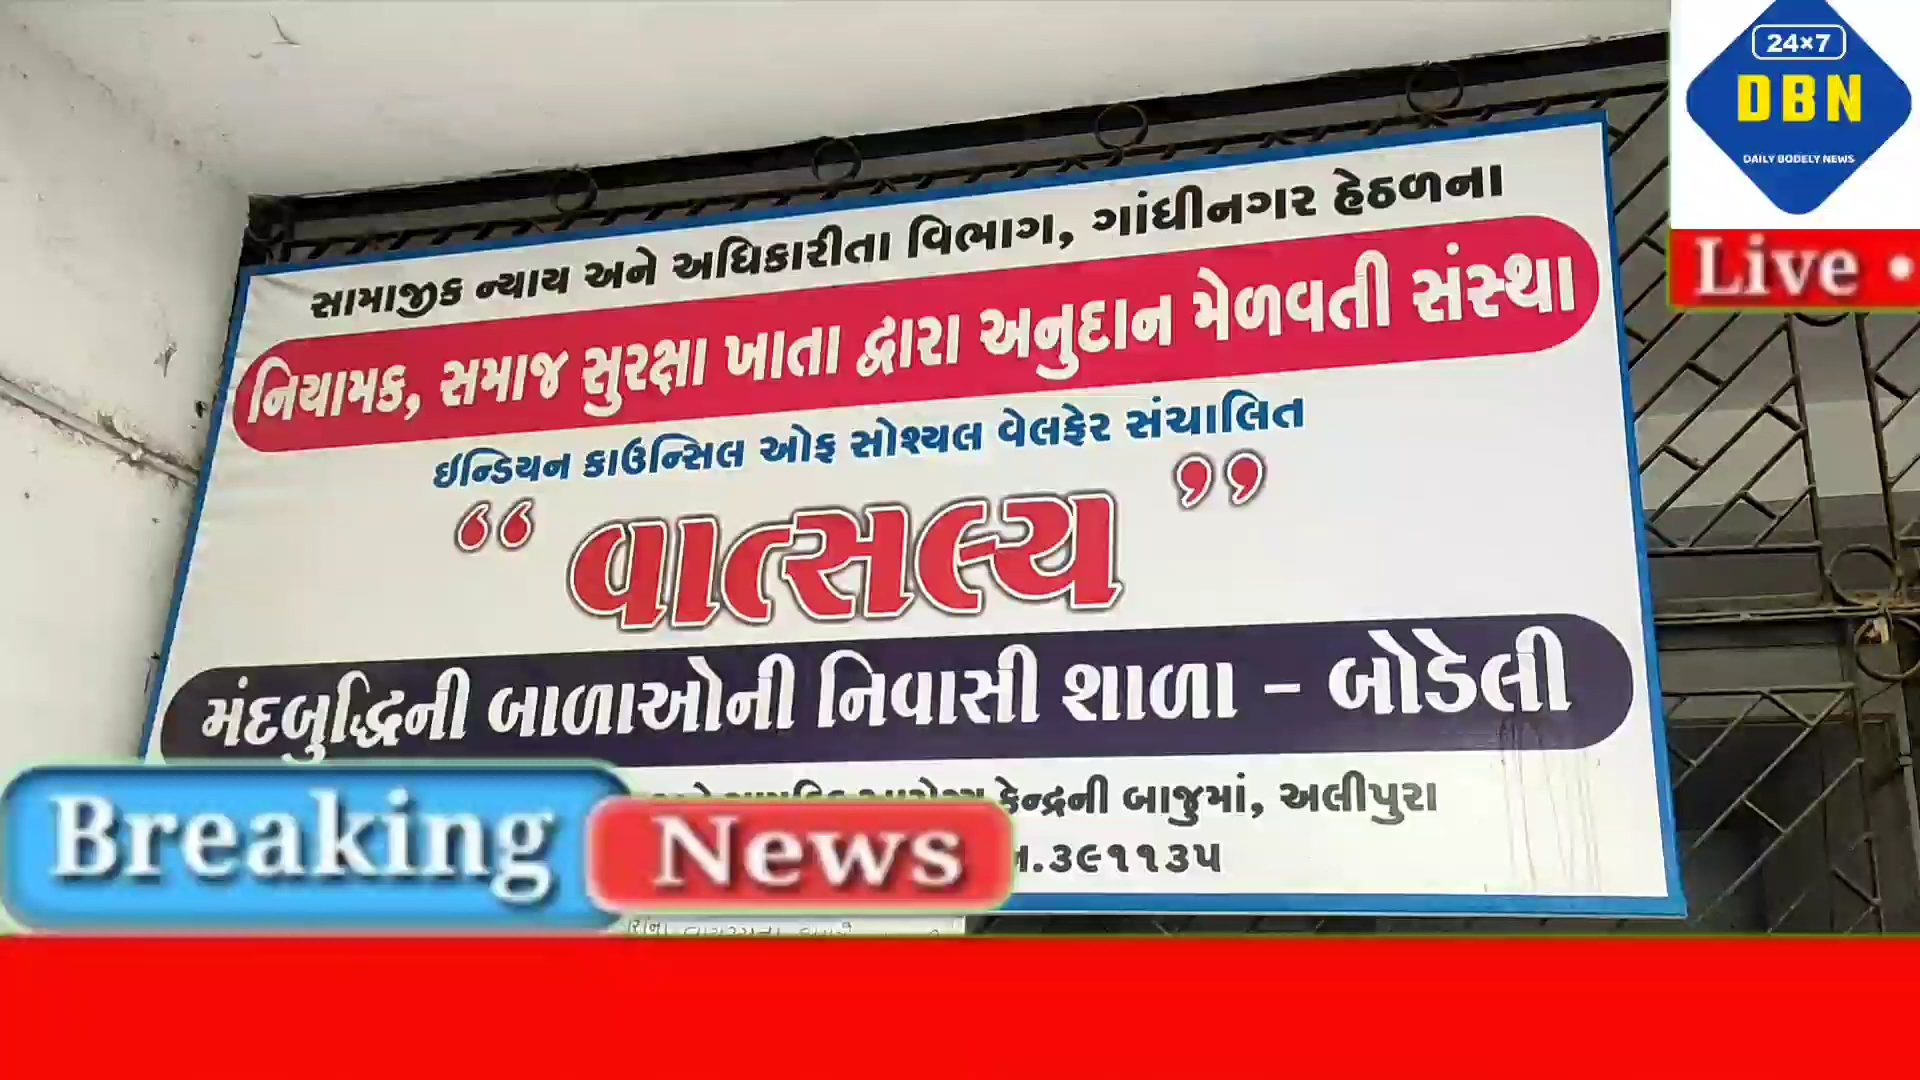 24×7
DBN
DAILY BODELY NEWS
Live
સામાજીક ન્યાય અને અધિકારીતા વિભાગ, ગાંધીનગર હેઠળના
નિયામક, સમાજ સુરક્ષા ખાતા દ્વારા અનુદાન મેળવતી સંસ્થા
ઇન્ડિયન કાઉન્સિલ ઓફ સોશ્યલ વેલફેર સંચાલિત
“ વાત્સલ્ય ”
મંદબુદ્ધિની બાળાઓની નિવાસી શાળા – બોડેલી
કેન્દ્રની બાજુમાં, અલીપુરા
૩૯૧૧૩૫
Breaking News